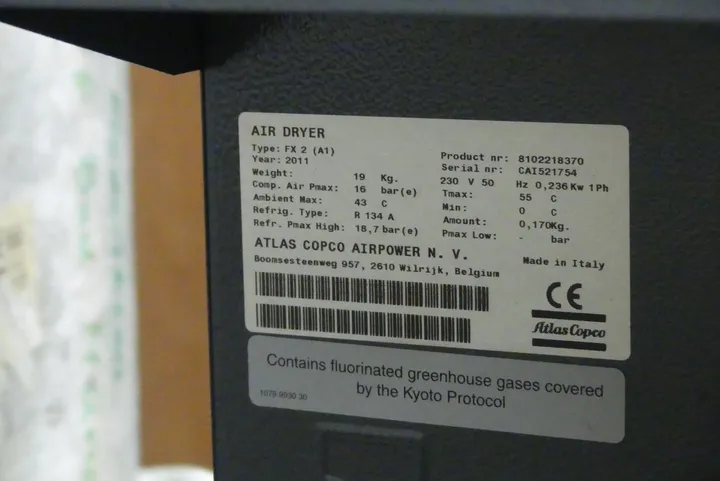 AIR DRYER
Type: FX 2 (A1)
Year: 2011
Product nr: 8102218370
Serial nr: CAI521754
Weight: 19 Kg. 230 V 50 Hz 0,236Kw 1Ph
Comp. Air Pmax: 16 bar(e) Tmax: 55 C
Ambient Max: 43 C Min: 0 C
Refrig. Type: R 134 A Amount: 0,170Kg.
Refr. Pmax High: 18,7 bar(e) Pmax Low: - bar
ATLAS COPCO AIRPOWER N. V.
Boomsesteenweg 957, 2610 Wilrijk, Belgium
Made in Italy
CE
Atlas Copco
Contains fluorinated greenhouse gases covered
by the Kyoto Protocol
1079 9930 30